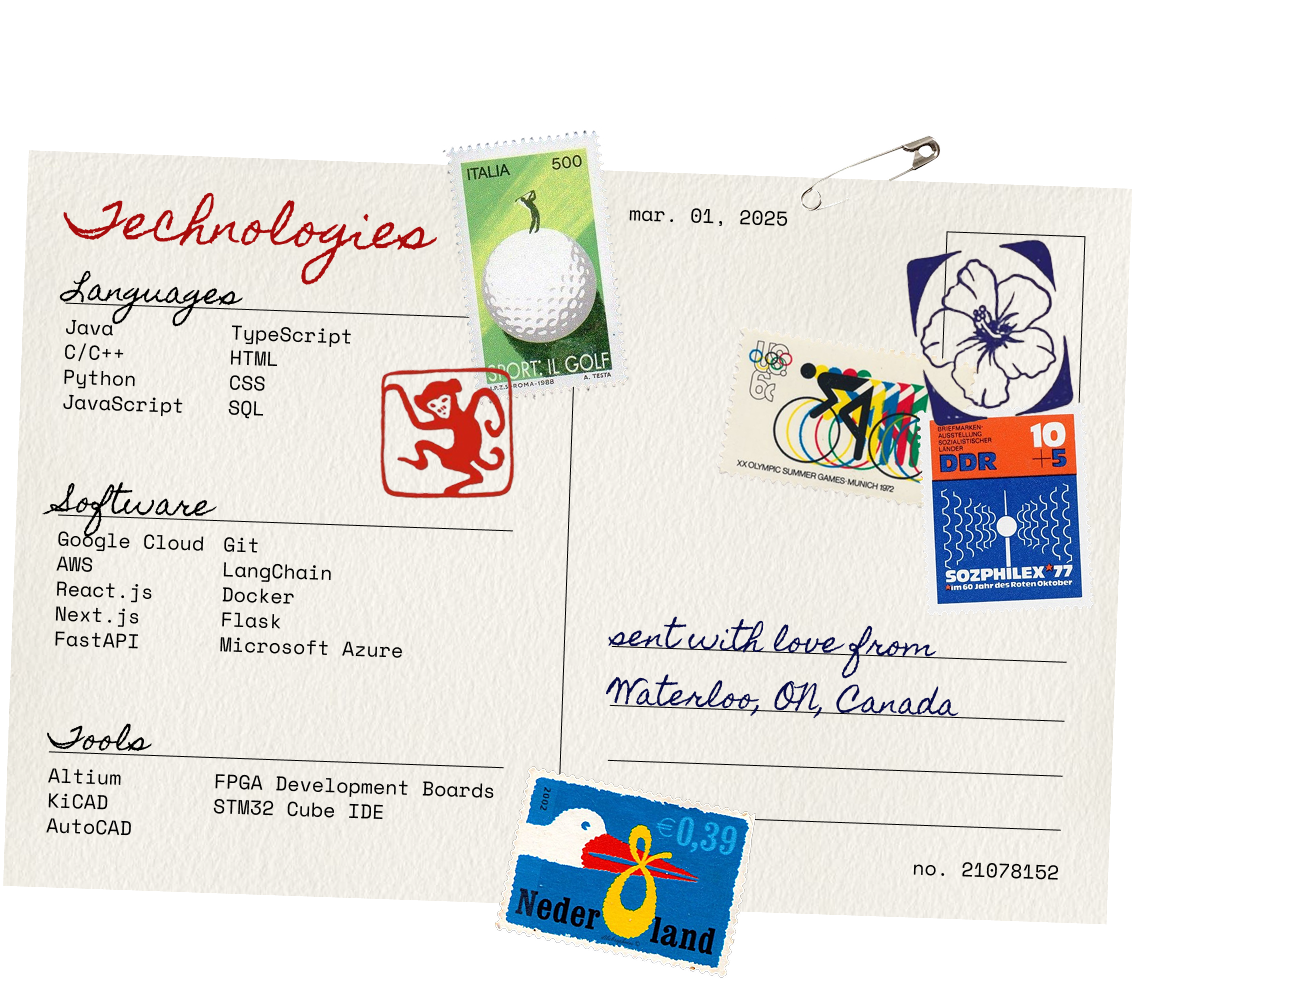 Technologies
Languages
Java
C/C++
Python
JavaScript
TypeScript
HTML
CSS
SQL
Software
Google Cloud
AWS
React.js
Next.js
FastAPI
Git
LangChain
Docker
Flask
Microsoft Azure
Tools
Altium
KiCAD
AutoCAD
FPGA Development Boards
STM32 Cube IDE
ITALIA 500
SPORT: IL GOLF
I.P.Z.S. ROMA-1988 A. TESTA
mar. 01, 2025
US
6c
XX OLYMPIC SUMMER GAMES·MUNICH 1972
BRIEFMARKEN-
AUSSTELLUNG
SOZIALISTISCHER
LÄNDER
DDR
10
+5
SOZPHILEX*77
*im 60 Jahr des Roten Oktober
sent with love from
Waterloo, ON, Canada
2002
€0,39
Nederland
no. 21078152